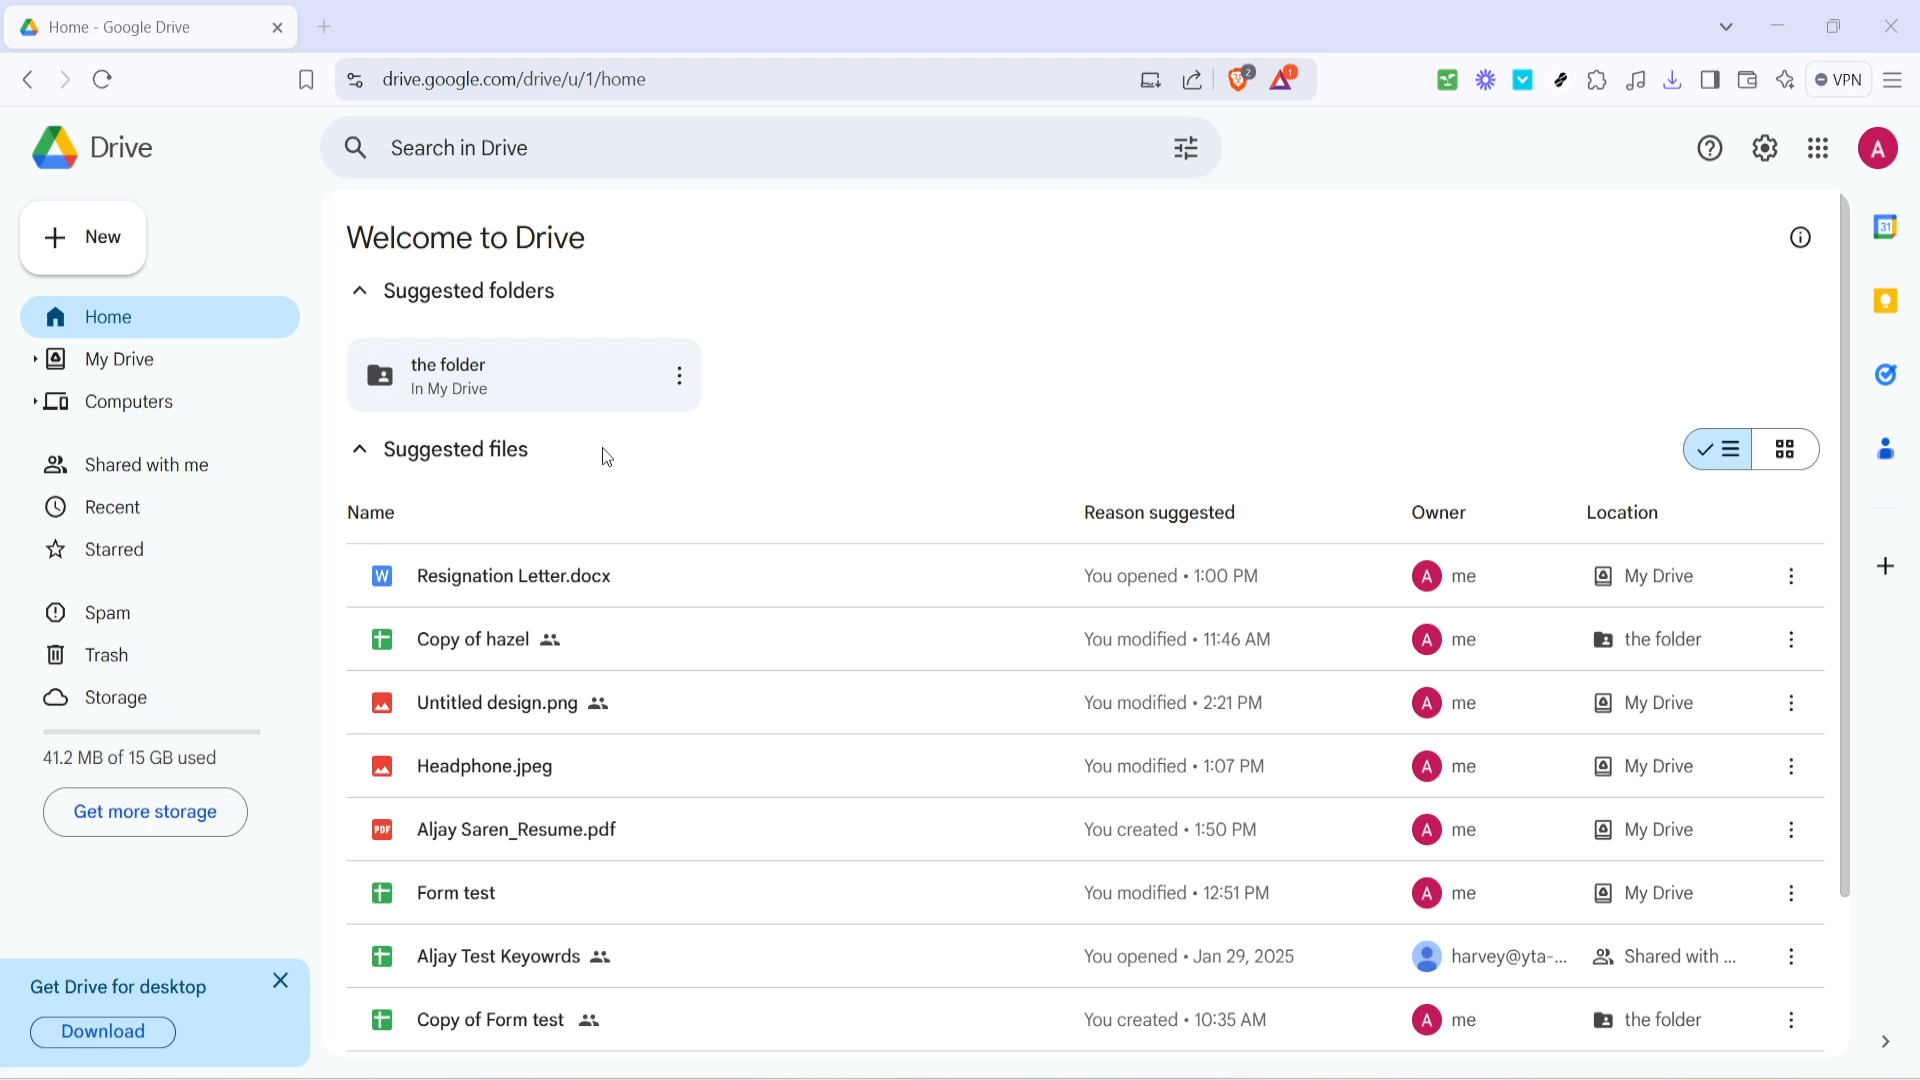 Home - Google Drive
drive.google.com/drive/u/1/home
2
1
VPN
Drive
Search in Drive
A
New
Welcome to Drive
31
Suggested folders
Home
the folder
In My Drive
My Drive
Computers
Suggested files
Shared with me
Recent
Name Reason suggested Owner Location
Starred
W Resignation Letter.docx You opened • 1:00 PM A me My Drive
Spam
Copy of hazel You modified • 11:46 AM A me the folder
Trash
Storage
Untitled design.png You modified • 2:21 PM A me My Drive
41.2 MB of 15 GB used
Headphone.jpeg You modified • 1:07 PM A me My Drive
Get more storage
PDF Aljay Saren_Resume.pdf You created • 1:50 PM A me My Drive
Form test You modified • 12:51 PM A me My Drive
Aljay Test Keyowrds You opened • Jan 29, 2025 harvey@yta-... Shared with ...
Get Drive for desktop
Copy of Form test You created • 10:35 AM A me the folder
Download